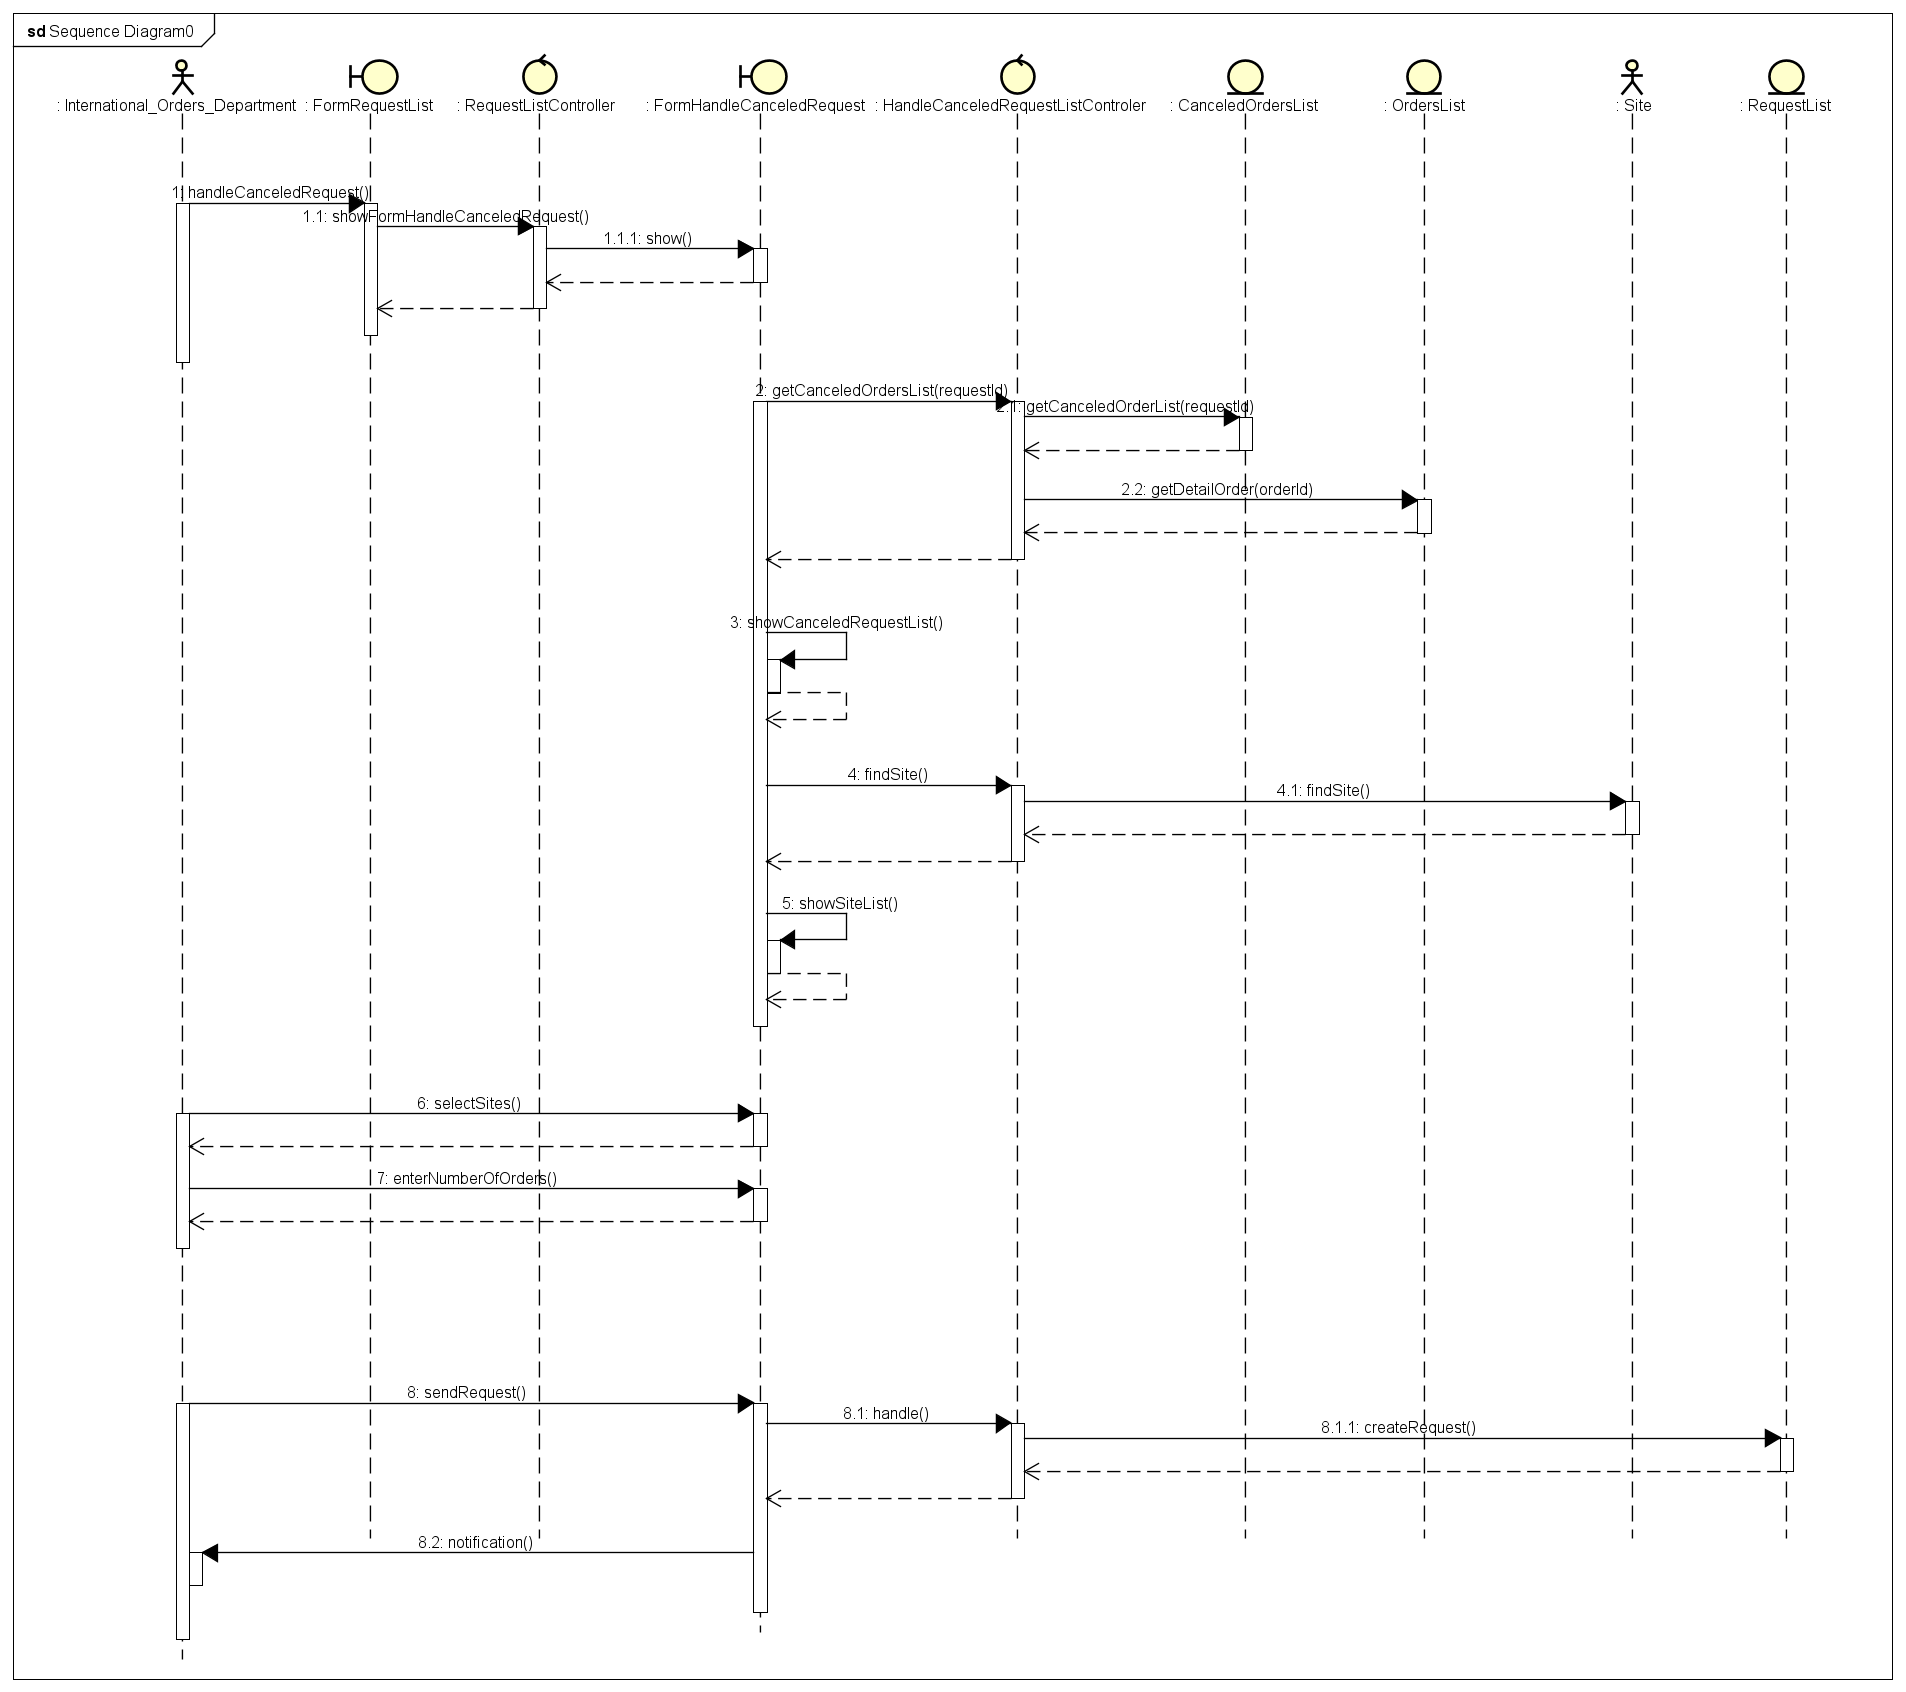 sd Sequence Diagram0
: International_Orders_Department
: FormRequestList
: RequestListController
: FormHandleCanceledRequest
: HandleCanceledRequestListControler
: CanceledOrdersList
: OrdersList
: Site
: RequestList
1: handleCanceledRequest()
1.1: showFormHandleCanceledRequest()
1.1.1: show()
2: getCanceledOrdersList(requestId)
2.1: getCanceledOrderList(requestId)
2.2: getDetailOrder(orderId)
3: showCanceledRequestList()
4: findSite()
4.1: findSite()
5: showSiteList()
6: selectSites()
7: enterNumberOfOrders()
8: sendRequest()
8.1: handle()
8.1.1: createRequest()
8.2: notification()